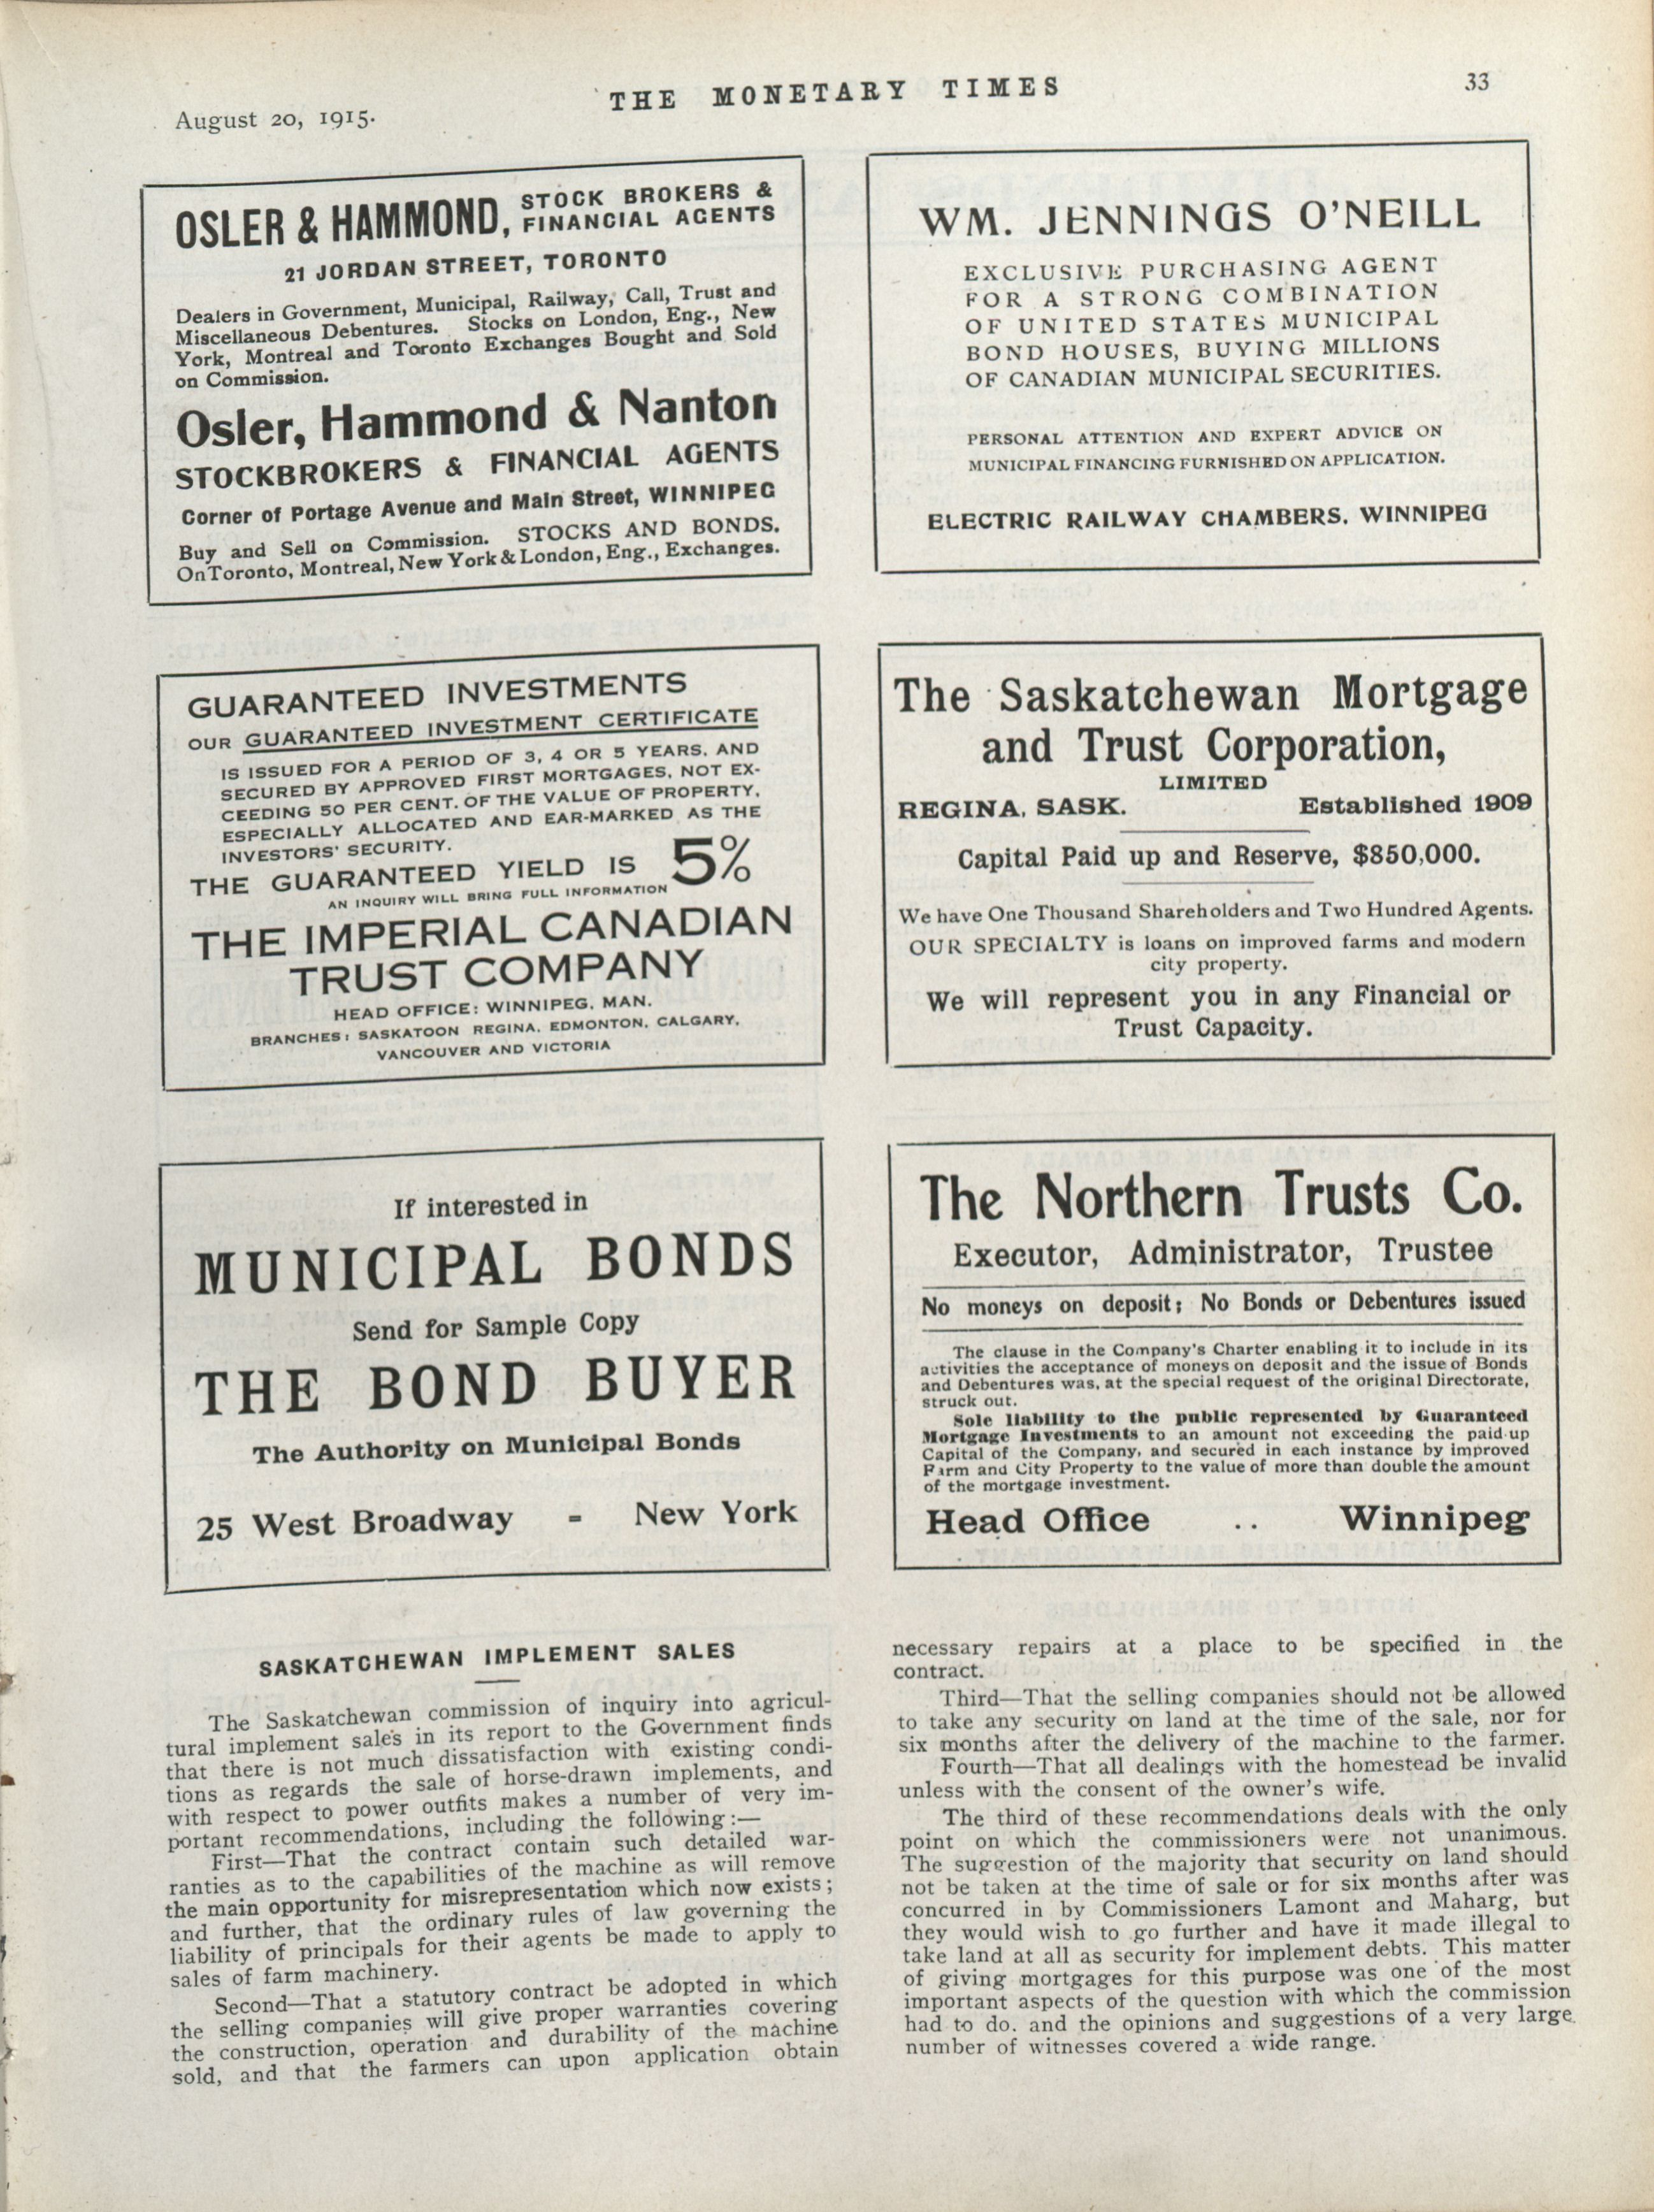 August 20, 1915.
THE MONETARY TIMES
33
OSLER & HAMMOND, STOCK BROKERS &
FINANCIAL AGENTS
21 JORDAN STREET, TORONTO
Dealers in Government, Municipal, Railway, Call, Trust and
Miscellaneous Debentures. Stocks on London, Eng., New
York, Montreal and Toronto Exchanges Bought and Sold
on Commission.
Osler, Hammond & Nanton
STOCKBROKERS & FINANCIAL AGENTS
Corner of Portage Avenue and Main Street, WINNIPEG
Buy and Sell on Commission. STOCKS AND BONDS.
On Toronto, Montreal, New York & London, Eng., Exchanges.
WM. JENNINGS O'NEILL
EXCLUSIVE PURCHASING AGENT
FOR A STRONG COMBINATION
OF UNITED STATES MUNICIPAL
BOND HOUSES, BUYING MILLIONS
OF CANADIAN MUNICIPAL SECURITIES.
PERSONAL ATTENTION AND EXPERT ADVICE ON
MUNICIPAL FINANCING FURNISHED ON APPLICATION.
ELECTRIC RAILWAY CHAMBERS, WINNIPEG
GUARANTEED INVESTMENTS
OUR GUARANTEED INVESTMENT CERTIFICATE
IS ISSUED FOR A PERIOD OF 3, 4 OR 5 YEARS, AND
SECURED BY APPROVED FIRST MORTGAGES, NOT EX-
CEEDING 50 PER CENT. OF THE VALUE OF PROPERTY,
ESPECIALLY ALLOCATED AND EAR-MARKED AS THE
INVESTORS' SECURITY.
THE GUARANTEED YIELD IS 5%
AN INQUIRY WILL BRING FULL INFORMATION
THE IMPERIAL CANADIAN
TRUST COMPANY
HEAD OFFICE: WINNIPEG, MAN.
BRANCHES: SASKATOON REGINA, EDMONTON, CALGARY,
VANCOUVER AND VICTORIA
The Saskatchewan Mortgage
and Trust Corporation,
LIMITED
REGINA, SASK. Established 1909
Capital Paid up and Reserve, $850,000.
We have One Thousand Shareholders and Two Hundred Agents.
OUR SPECIALTY is loans on improved farms and modern
city property.
We will represent you in any Financial or
Trust Capacity.
If interested in
MUNICIPAL BONDS
Send for Sample Copy
THE BOND BUYER
The Authority on Municipal Bonds
25 West Broadway - New York
The Northern Trusts Co.
Executor, Administrator, Trustee
No moneys on deposit; No Bonds or Debentures issued
The clause in the Company's Charter enabling it to include in its
activities the acceptance of moneys on deposit and the issue of Bonds
and Debentures was, at the special request of the original Directorate,
struck out.
Sole liability to the public represented by Guaranteed
Mortgage Investments to an amount not exceeding the paid-up
Capital of the Company, and secured in each instance by improved
Farm and City Property to the value of more than double the amount
of the mortgage investment.
Head Office .. Winnipeg
SASKATCHEWAN IMPLEMENT SALES
The Saskatchewan commission of inquiry into agricul-
tural implement sales in its report to the Government finds
that there is not much dissatisfaction with existing condi-
tions as regards the sale of horse-drawn implements, and
with respect to power outfits makes a number of very im-
portant recommendations, including the following:—
First—That the contract contain such detailed war-
ranties as to the capabilities of the machine as will remove
the main opportunity for misrepresentation which now exists;
and further, that the ordinary rules of law governing the
liability of principals for their agents be made to apply to
sales of farm machinery.
Second—That a statutory contract be adopted in which
the selling companies will give proper warranties covering
the construction, operation and durability of the machine
sold, and that the farmers can upon application obtain
necessary repairs at a place to be specified in the
contract.
Third—That the selling companies should not be allowed
to take any security on land at the time of the sale, nor for
six months after the delivery of the machine to the farmer.
Fourth—That all dealings with the homestead be invalid
unless with the consent of the owner's wife.
The third of these recommendations deals with the only
point on which the commissioners were not unanimous.
The suggestion of the majority that security on land should
not be taken at the time of sale or for six months after was
concurred in by Commissioners Lamont and Maharg, but
they would wish to go further and have it made illegal to
take land at all as security for implement debts. This matter
of giving mortgages for this purpose was one of the most
important aspects of the question with which the commission
had to do. and the opinions and suggestions of a very large
number of witnesses covered a wide range.